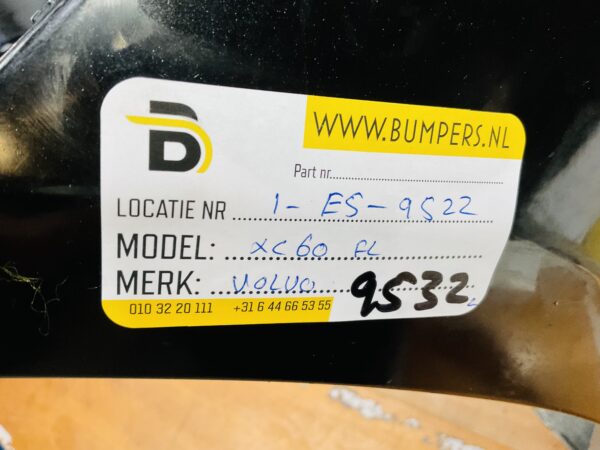 WWW.BUMPERS.NL
Part nr.
LOCATIE NR 1-ES-9522
MODEL: XC60 FL
MERK: VOLVO 9532
010 32 20 111 +31 6 44 66 53 55